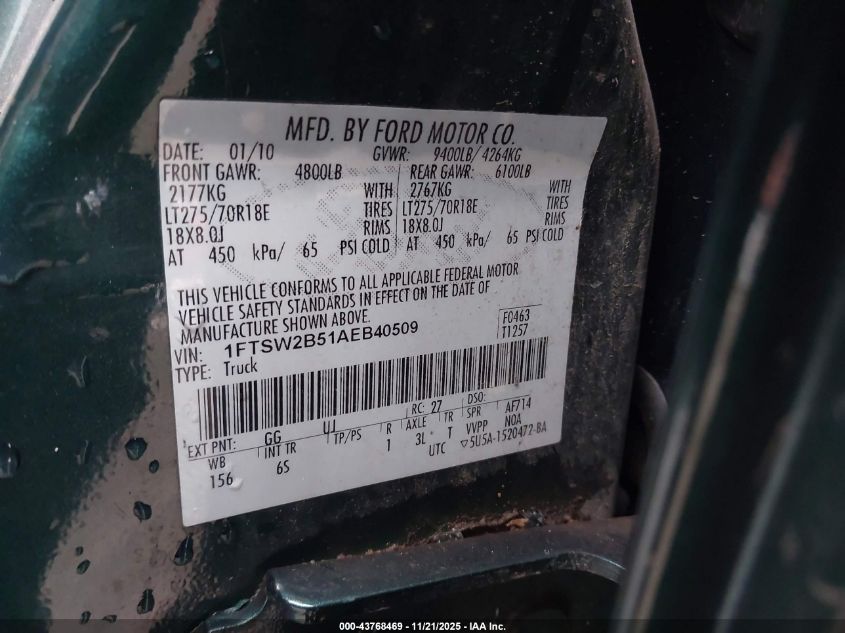 MFD. BY FORD MOTOR CO.
DATE: 01/10 GVWR: 9400LB/ 4264KG
FRONT GAWR: 4800LB REAR GAWR: 6100LB
2177KG WITH 2767KG WITH
LT275/70R18E TIRES LT275/70R18E TIRES
18X8.0J RIMS 18X8.0J RIMS
AT 450 kPa/ 65 PSI COLD AT 450 kPa/ 65 PSI COLD
THIS VEHICLE CONFORMS TO ALL APPLICABLE FEDERAL MOTOR
VEHICLE SAFETY STANDARDS IN EFFECT ON THE DATE OF
MANUFACTURE SHOWN ABOVE.
VIN: 1FTSW2B51AEB40509 F0463
TYPE: Truck T1257
EXT PNT: GG UJ RC: 27 DSO:
WB INT TR TP/PS R AXLE TR SPR AF714
156 6S 1 3L T VVPP NOA
UTC ▽5U5A-1520472-BA
000-43768469 - 11/21/2025 - IAA Inc.